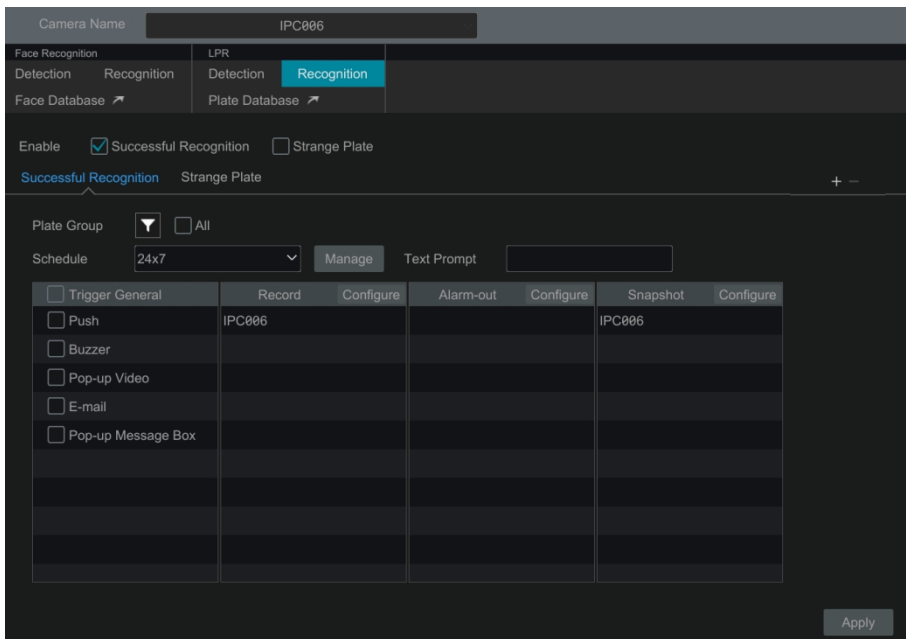 Camera Name IPC006
Face Recognition LPR
Detection Recognition Detection Recognition
Face Database Plate Database
Enable Successful Recognition Strange Plate
Successful Recognition Strange Plate + −
Plate Group All
Schedule 24x7 Manage Text Prompt
Trigger General Record Configure Alarm-out Configure Snapshot Configure
Push IPC006 IPC006
Buzzer
Pop-up Video
E-mail
Pop-up Message Box
Apply